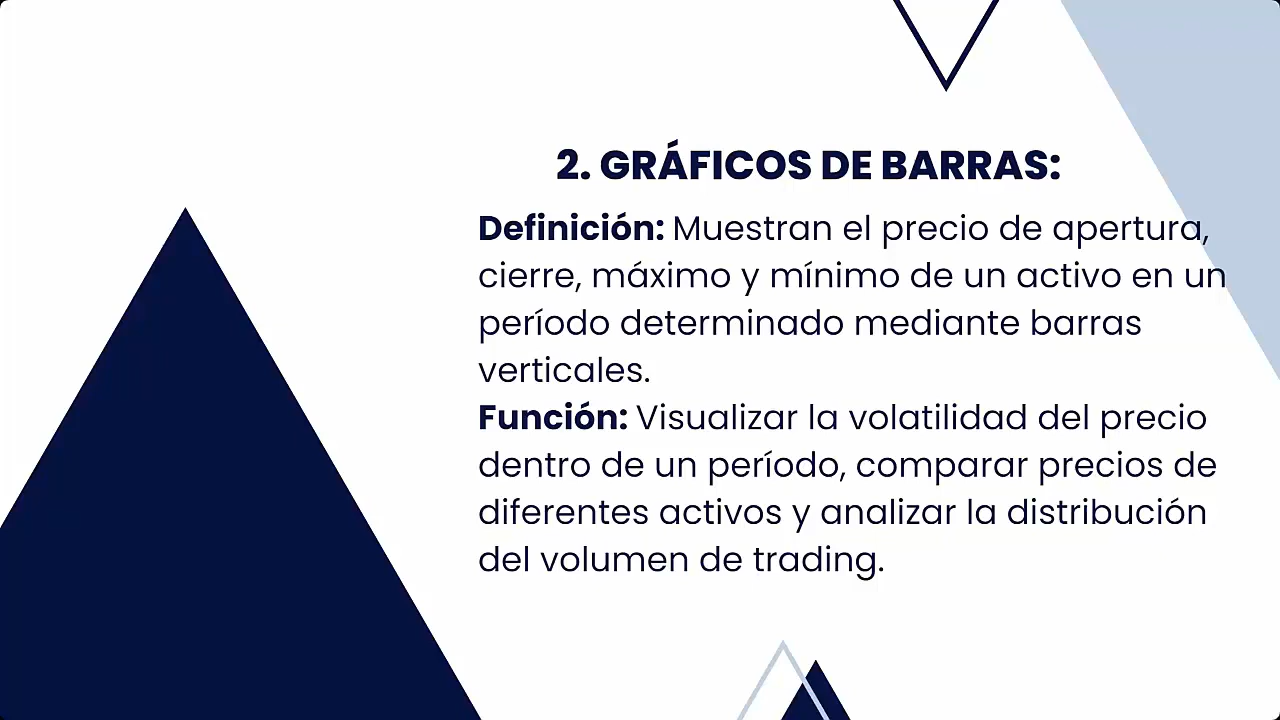 2. GRÁFICOS DE BARRAS:
Definición: Muestran el precio de apertura,
cierre, máximo y mínimo de un activo en un
período determinado mediante barras
verticales.
Función: Visualizar la volatilidad del precio
dentro de un período, comparar precios de
diferentes activos y analizar la distribución
del volumen de trading.